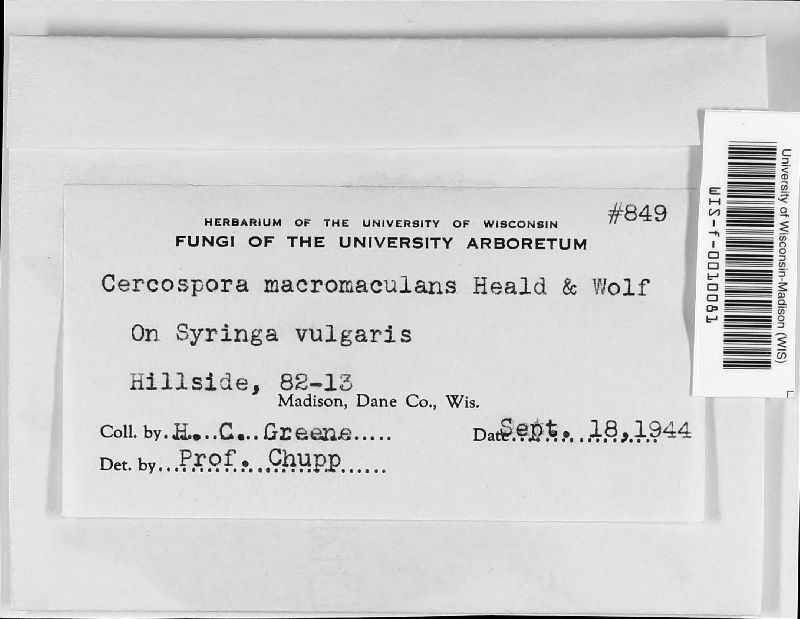 #849
HERBARIUM OF THE UNIVERSITY OF WISCONSIN
FUNGI OF THE UNIVERSITY ARBORETUM
Cercospora macromaculans Heald & Wolf
On Syringa vulgaris
Hillside, 82-13
Madison, Dane Co., Wis.
Coll. by. H. C. Greene
Date Sept. 18, 1944
Det. by Prof. Chupp
University of Wisconsin-Madison (WIS)
WIS-f-0010081